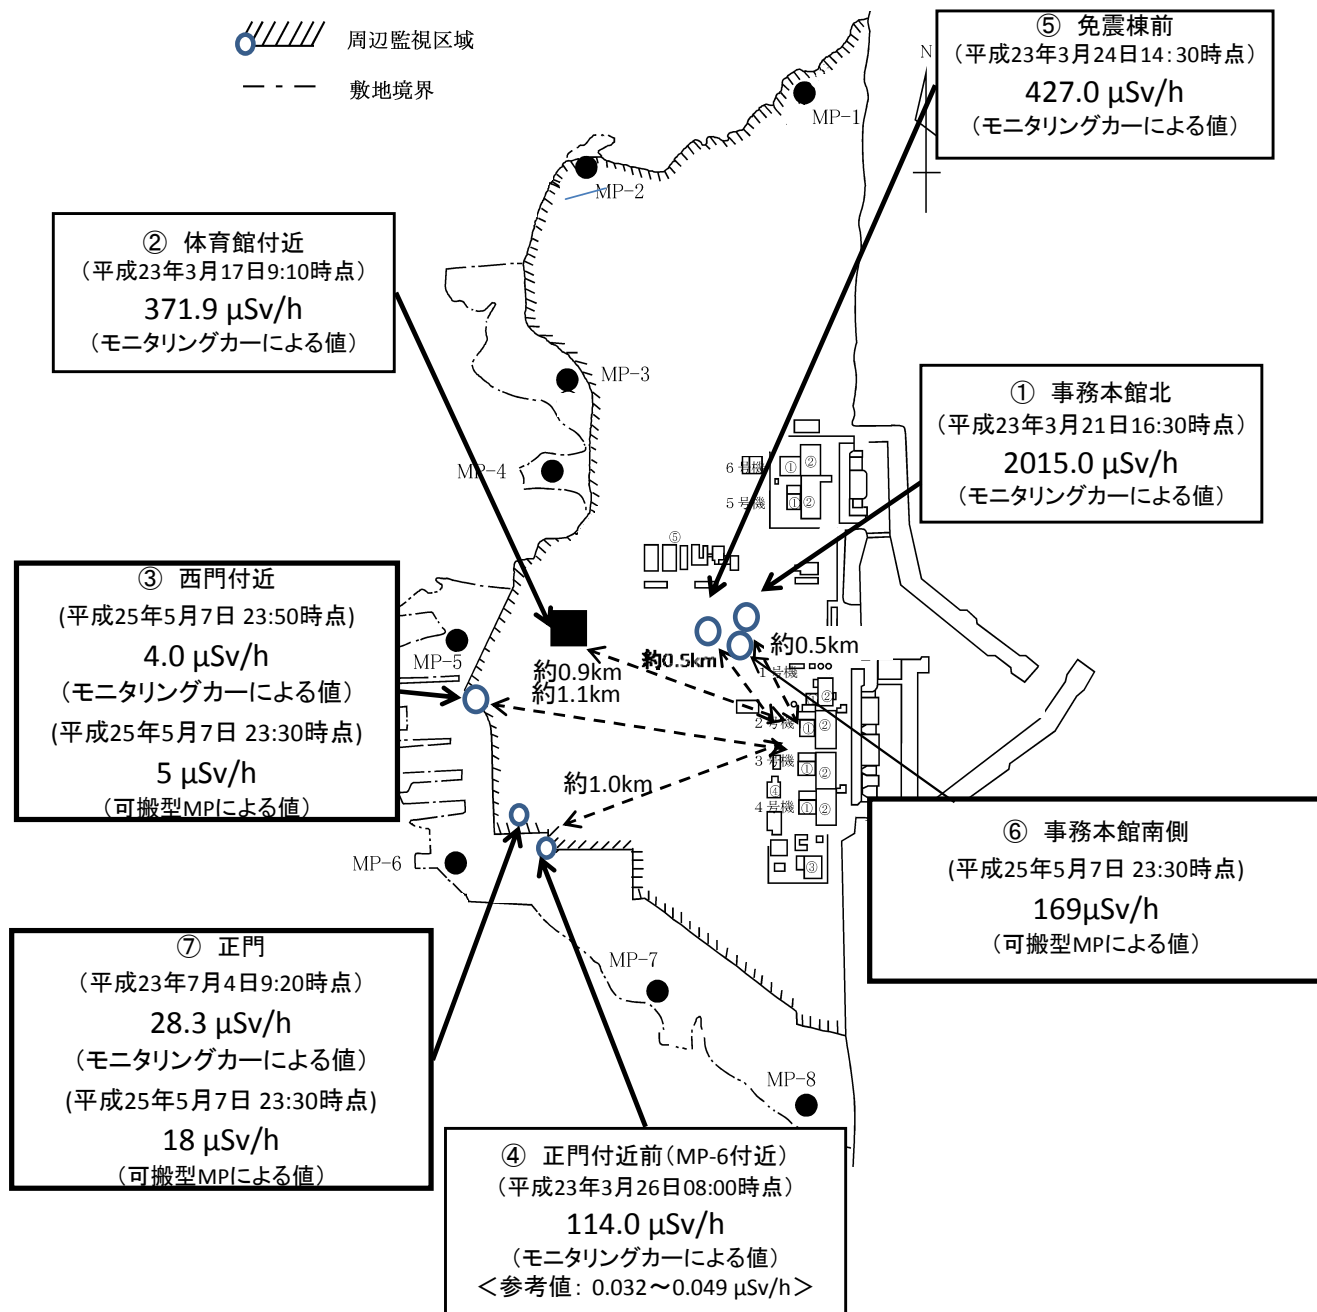 周辺監視区域
敷地境界
⑤ 免震棟前
（平成23年3月24日14：30時点）
427.0 μSv/h
（モニタリングカーによる値）
N
MP-1
MP-2
② 体育館付近
（平成23年3月17日9:10時点）
371.9 μSv/h
（モニタリングカーによる値）
MP-3
① 事務本館北
（平成23年3月21日16:30時点）
2015.0 μSv/h
（モニタリングカーによる値）
MP-4
6号機
①
②
5号機
①
②
⑤
③ 西門付近
(平成25年5月7日 23:50時点)
4.0 μSv/h
（モニタリングカーによる値）
(平成25年5月7日 23:30時点)
5 μSv/h
（可搬型MPによる値）
MP-5
約0.9km
約1.1km
約0.5km
約0.5km
1号機
②
2号機
①
②
3号機
①
②
④
4号機
①
②
③
約1.0km
MP-6
⑥ 事務本館南側
(平成25年5月7日 23:30時点)
169μSv/h
（可搬型MPによる値）
⑦ 正門
（平成23年7月4日9:20時点）
28.3 μSv/h
（モニタリングカーによる値）
(平成25年5月7日 23:30時点)
18 μSv/h
（可搬型MPによる値）
MP-7
MP-8
④ 正門付近前（MP-6付近）
（平成23年3月26日08:00時点）
114.0 μSv/h
（モニタリングカーによる値）
＜参考値： 0.032～0.049 μSv/h＞